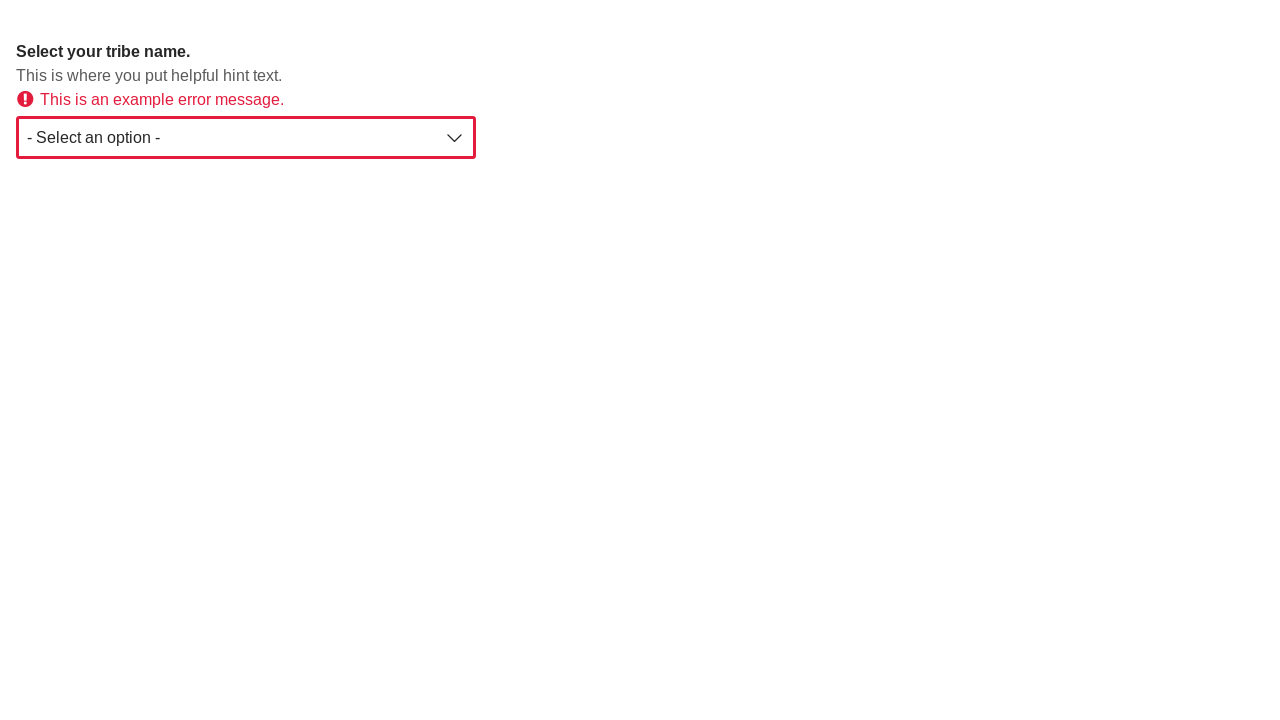 Select your tribe name.
This is where you put helpful hint text.
This is an example error message.
- Select an option -